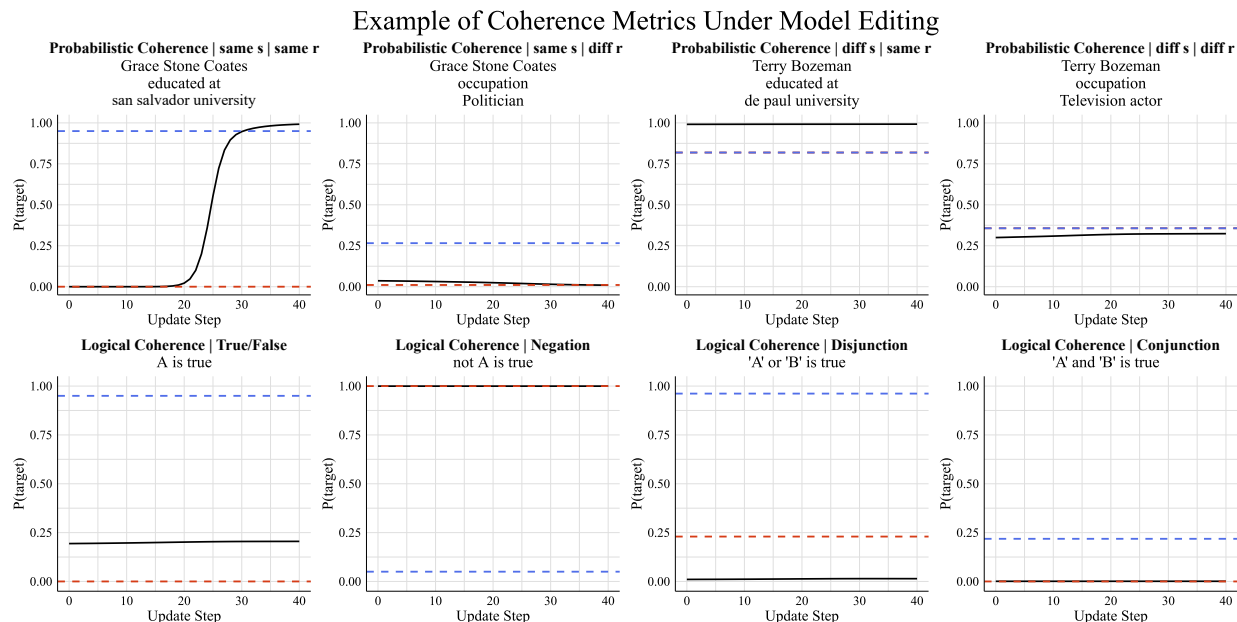 Example of Coherence Metrics Under Model Editing
Probabilistic Coherence | same s | same r
Grace Stone Coates
educated at
san salvador university
P(target)
1.00
0.75
0.50
0.25
0.00
0
10
20
30
40
Update Step
Probabilistic Coherence | same s | diff r
Grace Stone Coates
occupation
Politician
P(target)
1.00
0.75
0.50
0.25
0.00
0
10
20
30
40
Update Step
Probabilistic Coherence | diff s | same r
Terry Bozeman
educated at
de paul university
P(target)
1.00
0.75
0.50
0.25
0.00
0
10
20
30
40
Update Step
Probabilistic Coherence | diff s | diff r
Terry Bozeman
occupation
Television actor
P(target)
1.00
0.75
0.50
0.25
0.00
0
10
20
30
40
Update Step
Logical Coherence | True/False
A is true
P(target)
1.00
0.75
0.50
0.25
0.00
0
10
20
30
40
Update Step
Logical Coherence | Negation
not A is true
P(target)
1.00
0.75
0.50
0.25
0.00
0
10
20
30
40
Update Step
Logical Coherence | Disjunction
'A' or 'B' is true
P(target)
1.00
0.75
0.50
0.25
0.00
0
10
20
30
40
Update Step
Logical Coherence | Conjunction
'A' and 'B' is true
P(target)
1.00
0.75
0.50
0.25
0.00
0
10
20
30
40
Update Step